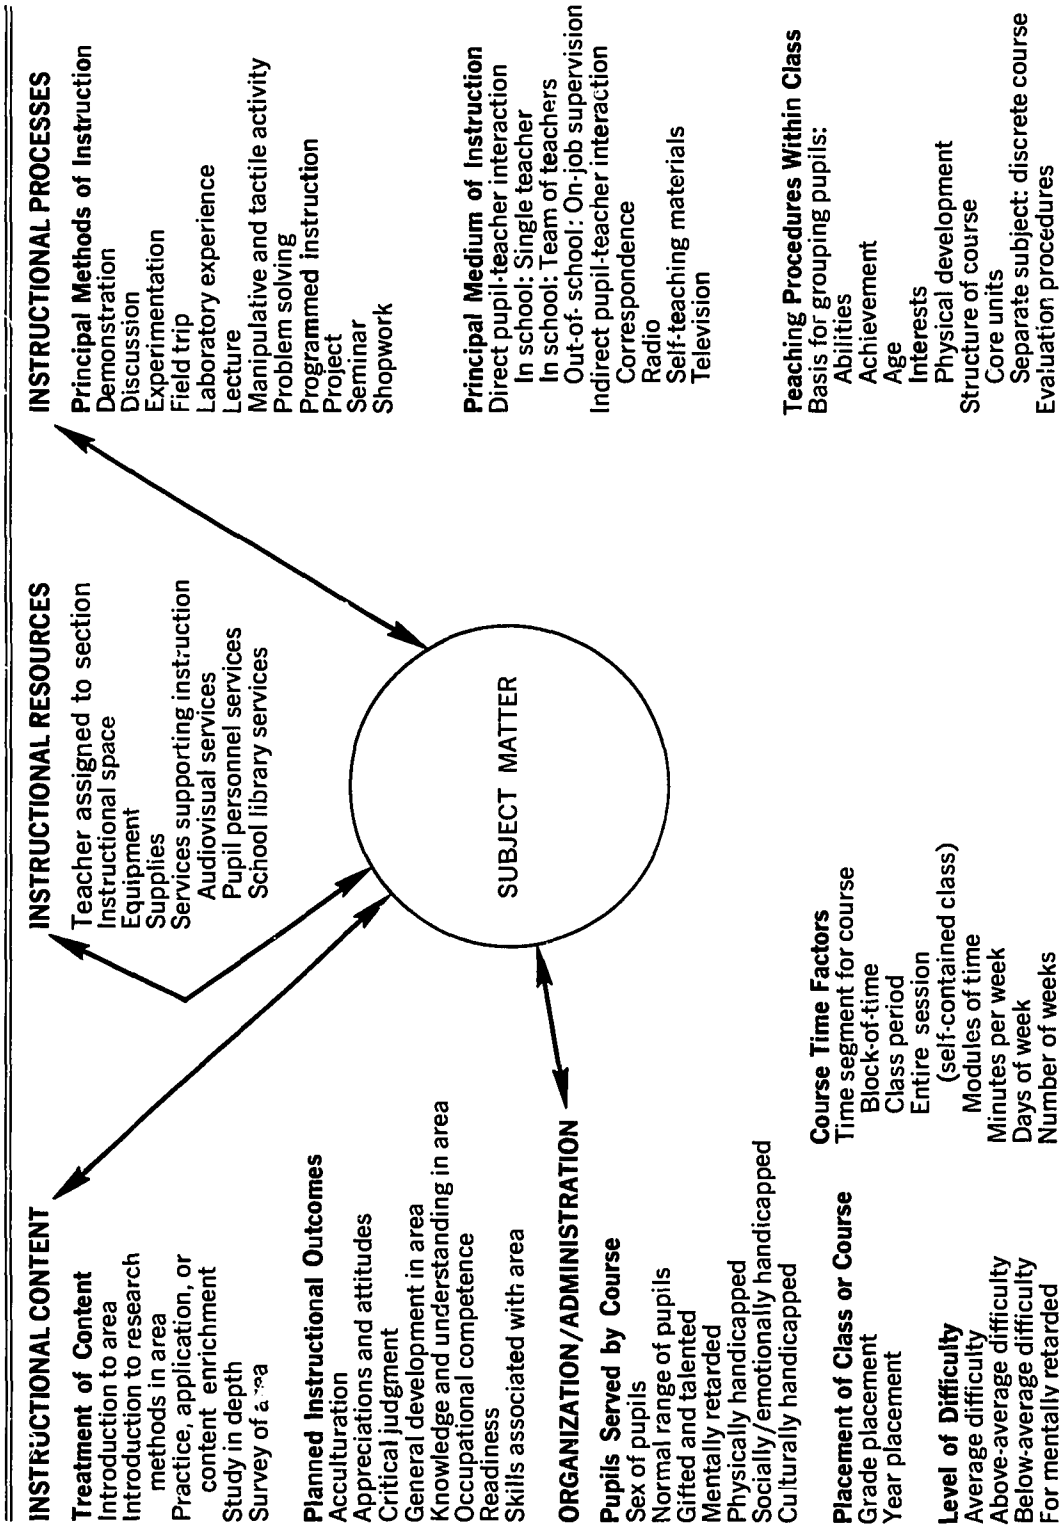 INSTRUCTIONAL CONTENT
Treatment of Content
Introduction to area
Introduction to research
methods in area
Practice, application, or
content enrichment
Study in depth
Survey of area
Planned Instructional Outcomes
Acculturation
Appreciations and attitudes
Critical judgment
General development in area
Knowledge and understanding in area
Occupational competence
Readiness
Skills associated with area
ORGANIZATION/ADMINISTRATION
Pupils Served by Course
Sex of pupils
Normal range of pupils
Gifted and talented
Mentally retarded
Physically handicapped
Socially/emotionally handicapped
Culturally handicapped
Placement of Class or Course
Grade placement
Year placement
Level of Difficulty
Average difficulty
Above-average difficulty
Below-average difficulty
For mentally retarded
Course Time Factors
Time segment for course
Block-of-time
Class period
Entire session
(self-contained class)
Modules of time
Minutes per week
Days of week
Number of weeks
INSTRUCTIONAL RESOURCES
Teacher assigned to section
Instructional space
Equipment
Supplies
Services supporting instruction
Audiovisual services
Pupil personnel services
School library services
SUBJECT MATTER
INSTRUCTIONAL PROCESSES
Principal Methods of Instruction
Demonstration
Discussion
Experimentation
Field trip
Laboratory experience
Lecture
Manipulative and tactile activity
Problem solving
Programmed instruction
Project
Seminar
Shopwork
Principal Medium of Instruction
Direct pupil-teacher interaction
In school: Single teacher
In school: Team of teachers
Out-of-school: On-job supervision
Indirect pupil-teacher interaction
Correspondence
Radio
Self-teaching materials
Television
Teaching Procedures Within Class
Basis for grouping pupils:
Abilities
Achievement
Age
Interests
Physical development
Structure of course
Core units
Separate subject: discrete course
Evaluation procedures